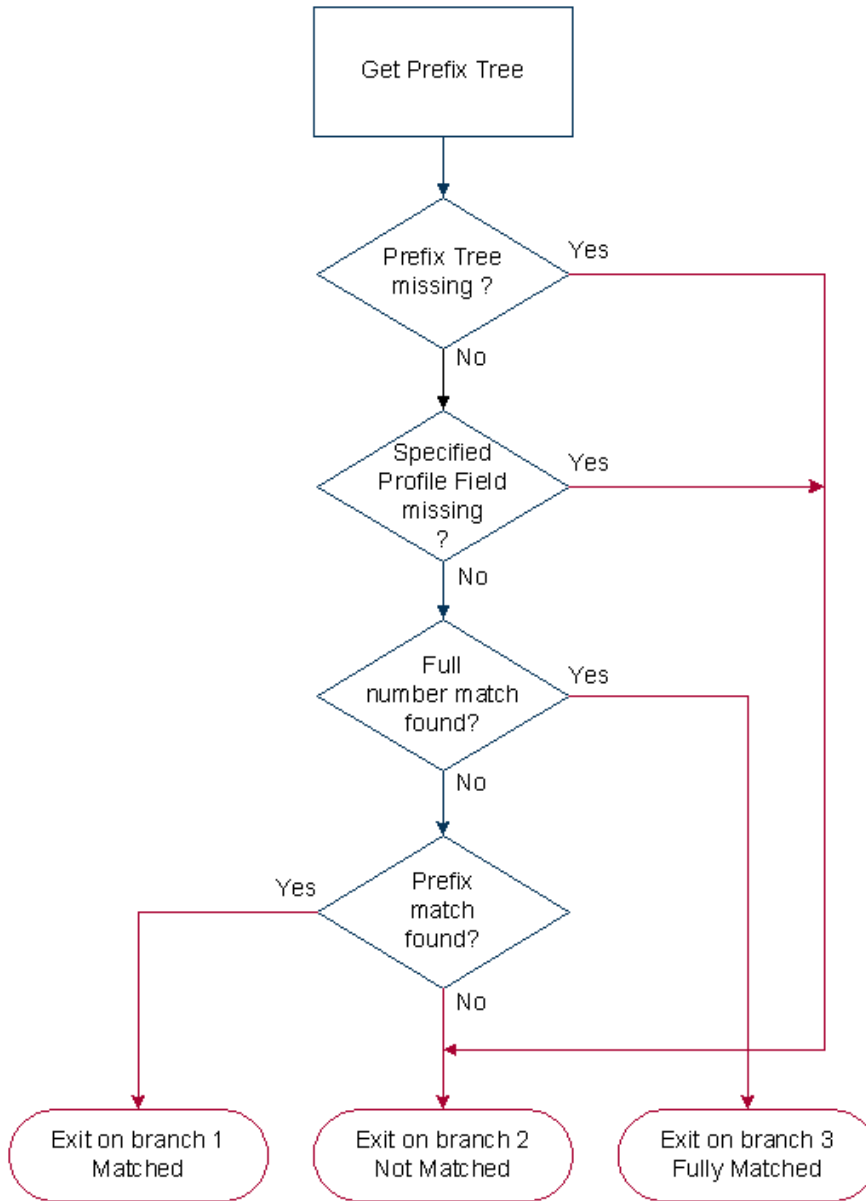 Get Prefix Tree
Prefix Tree
missing ?
Yes
No
Specified
Profile Field
missing
?
Yes
No
Full
number match
found?
Yes
No
Prefix
match
found?
Yes
No
Exit on branch 1
Matched
Exit on branch 2
Not Matched
Exit on branch 3
Fully Matched